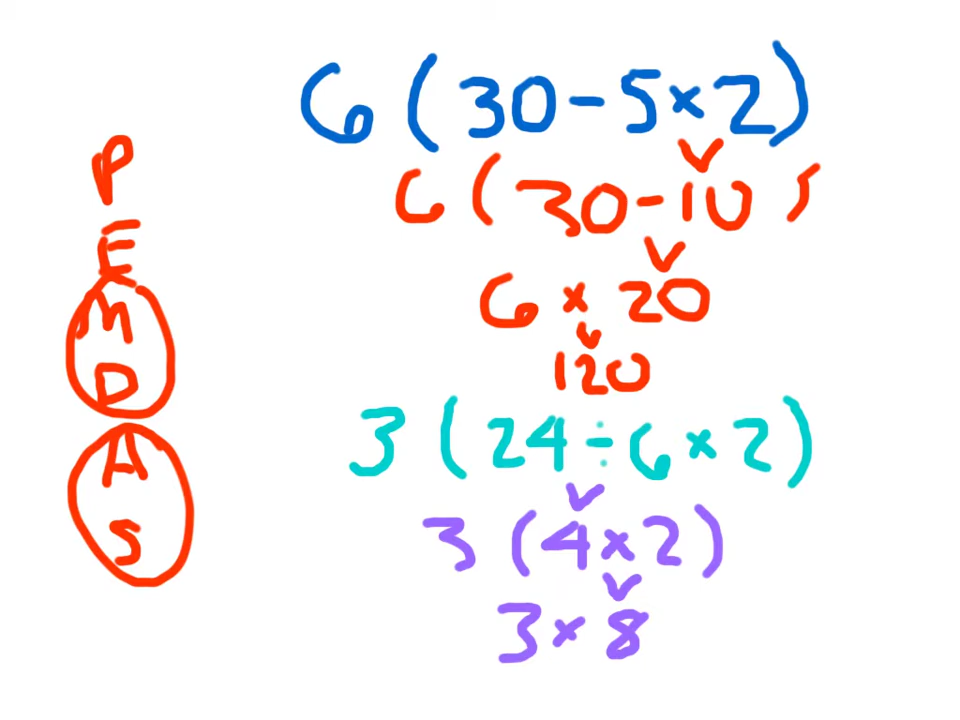 P
E
M
D
A
S
6(30-5×2)
6(30-10)
6×20
120
3(24÷6×2)
3(4×2)
3×8